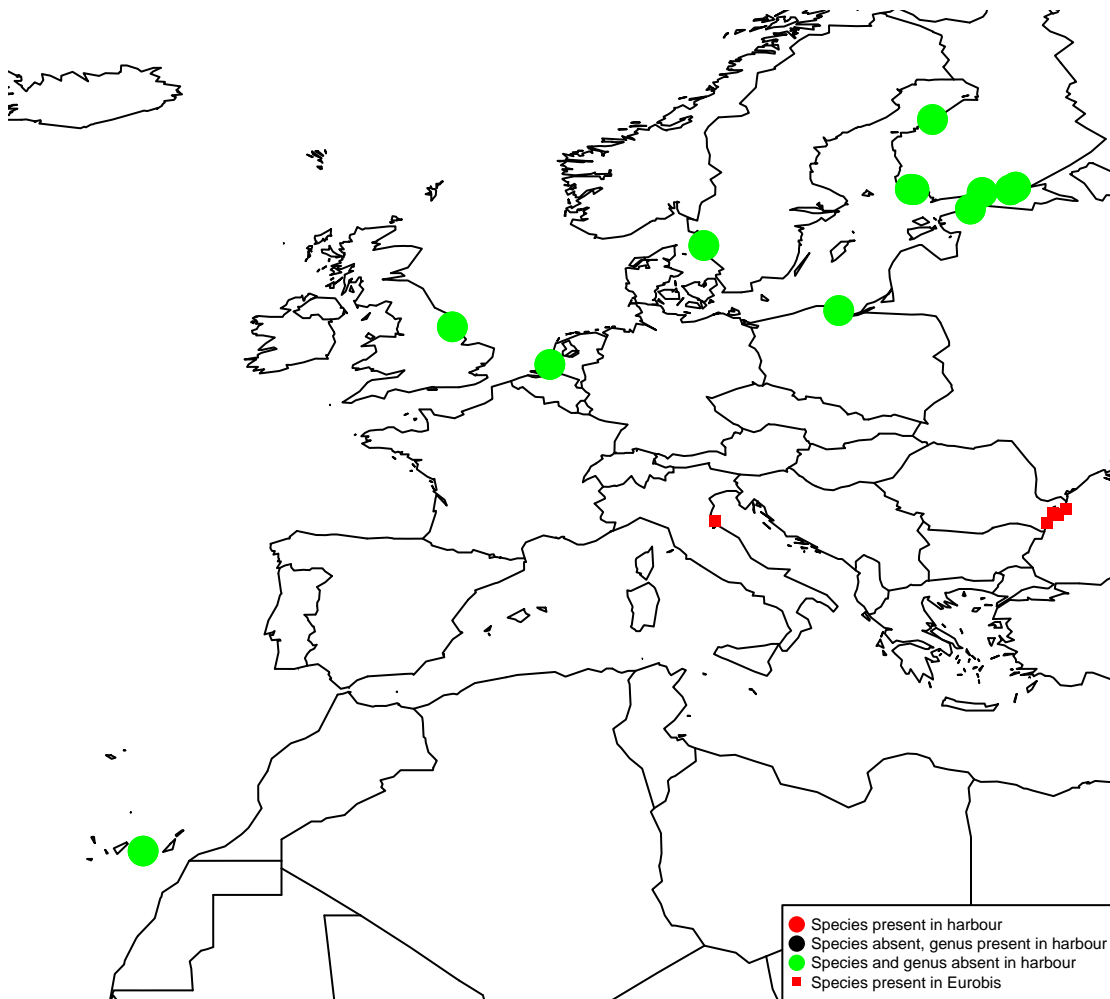 Species present in harbour
Species absent, genus present in harbour
Species and genus absent in harbour
Species present in Eurobis